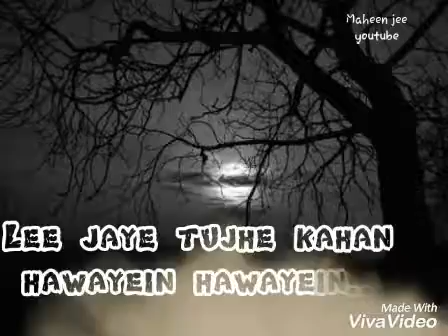 Maheen jee
youtube
Lee jaye tujhe kahan
hawayein hawayein..
Made With
VivaVideo